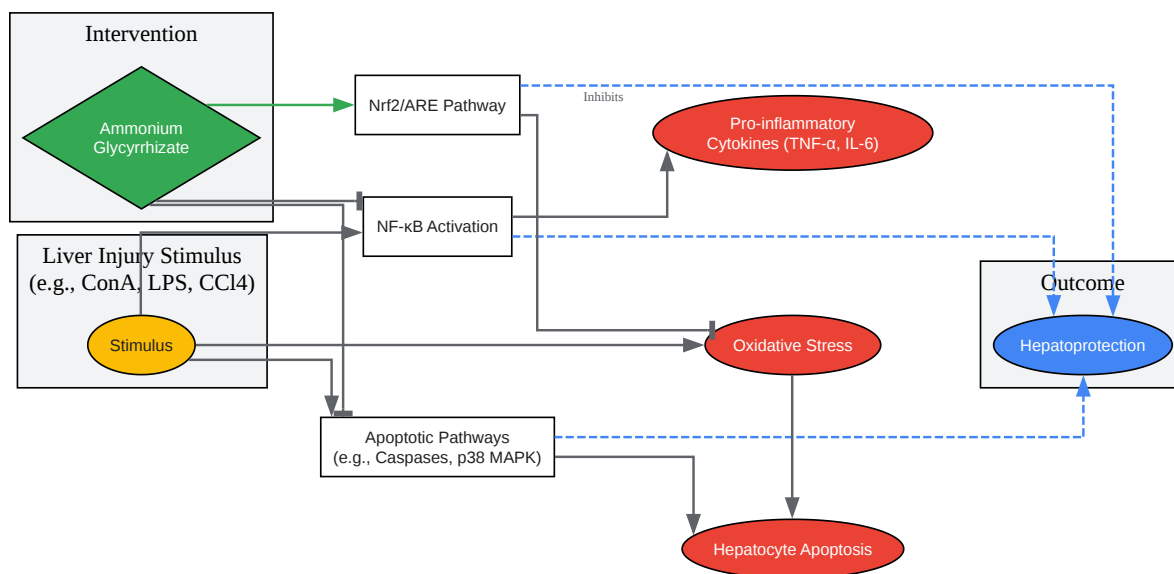 Intervention
Ammonium
Glycyrrhizate
Nrf2/ARE Pathway
Inhibits
Pro-inflammatory
Cytokines (TNF-α, IL-6)
NF-κB Activation
Liver Injury Stimulus
(e.g., ConA, LPS, CCl4)
Stimulus
Oxidative Stress
Outcome
Hepatoprotection
Apoptotic Pathways
(e.g., Caspases, p38 MAPK)
Hepatocyte Apoptosis